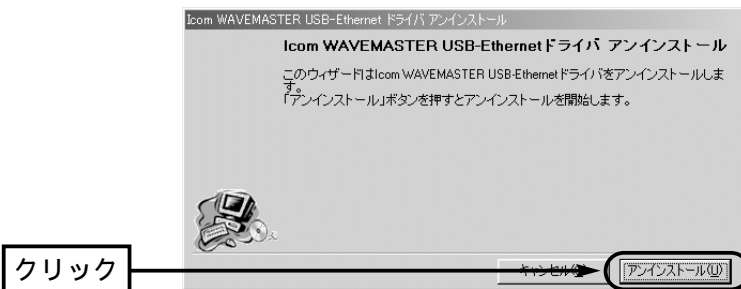 Icom WAVEMASTER USB-Ethernet ドライバ アンインストール
Icom WAVEMASTER USB-Ethernetドライバ アンインストール
このウィザードはIcom WAVEMASTER USB-Ethernetドライバをアンインストールしま
す。
「アンインストール」ボタンを押すとアンインストールを開始します。
クリック
キャンセル
アンインストール(U)